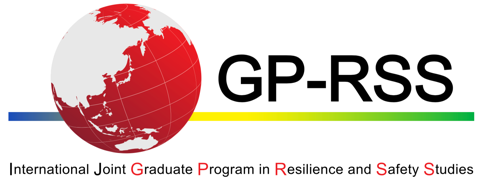 GP-RSS
International Joint Graduate Program in Resilience and Safety Studies